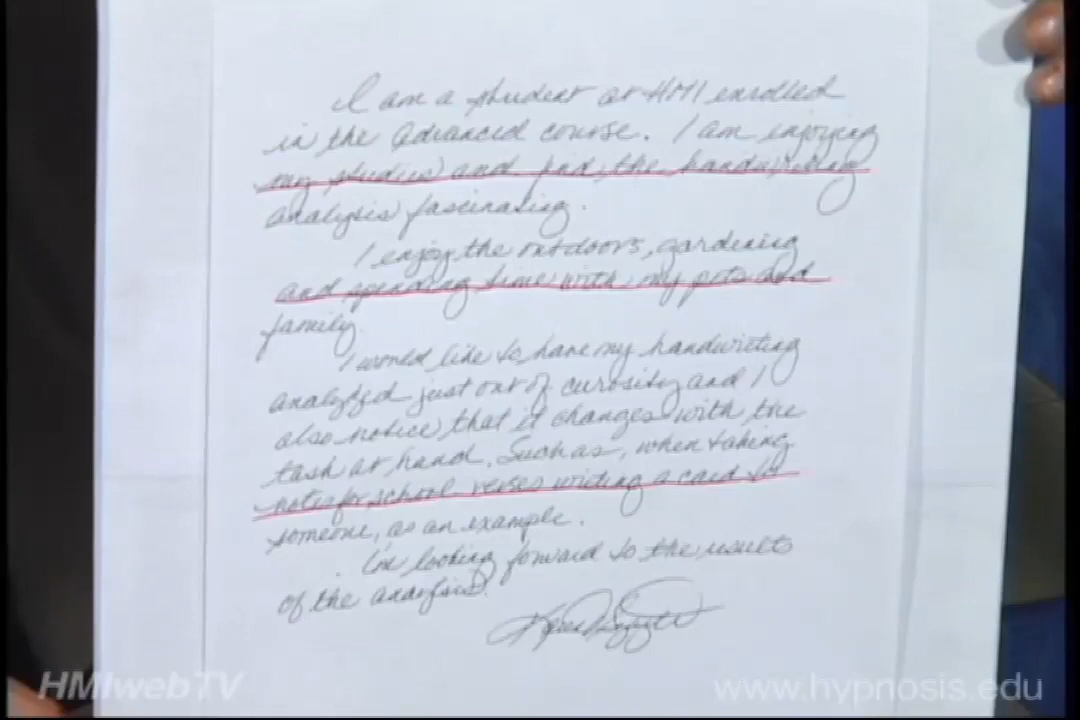 I am a student at HMI enrolled
in the Advanced course. I am enjoying
my studies and find the handwriting
analysis fascinating.
I enjoy the outdoors, gardening
and spending time with my pets and
family.
I would like to have my handwriting
analyzed just out of curosity and I
also notice that it changes with the
task at hand. Such as, when taking
notes for school verses writing a card to
someone, as an example.
I'm looking forward to the results
of the analysis.
HMIwebTV
www.hypnosis.edu